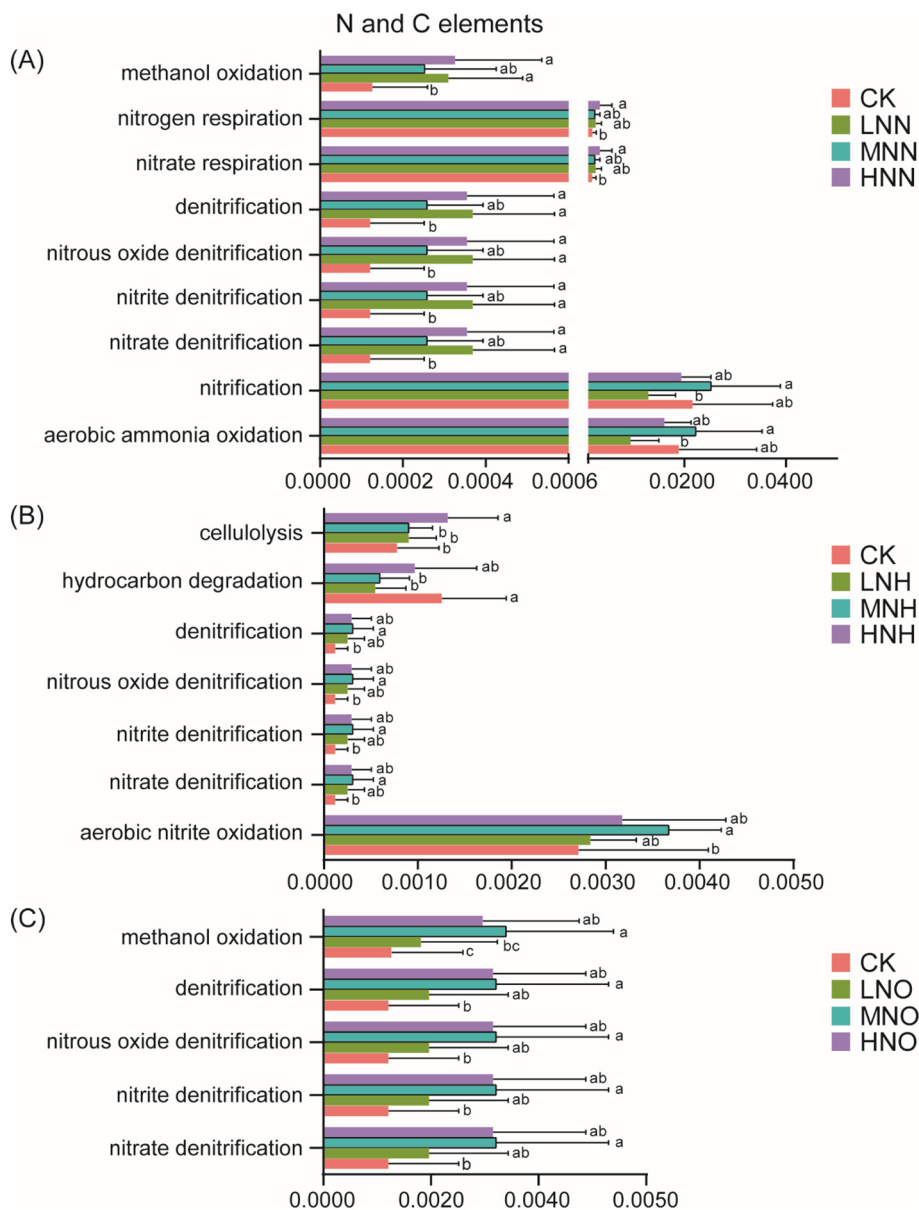 N and C elements
(A)
methanol oxidation
a
ab
a
b
nitrogen respiration
a
ab
ab
b
nitrate respiration
a
ab
ab
b
denitrification
a
ab
a
b
nitrous oxide denitrification
a
ab
a
b
nitrite denitrification
a
ab
a
b
nitrate denitrification
a
ab
a
b
nitrification
ab
a
b
ab
aerobic ammonia oxidation
ab
a
b
ab
0.0000 0.0002 0.0004 0.0006 0.0200 0.0400
CK
LNN
MNN
HNN
(B)
cellulolysis
a
b
b
b
hydrocarbon degradation
ab
b
b
a
denitrification
ab
a
ab
b
nitrous oxide denitrification
ab
a
ab
b
nitrite denitrification
ab
a
ab
b
nitrate denitrification
ab
a
ab
b
aerobic nitrite oxidation
ab
a
ab
b
0.0000 0.0010 0.0020 0.0030 0.0040 0.0050
CK
LNH
MNH
HNH
(C)
methanol oxidation
ab
a
bc
c
denitrification
ab
a
ab
b
nitrous oxide denitrification
ab
a
ab
b
nitrite denitrification
ab
a
ab
b
nitrate denitrification
ab
a
ab
b
0.0000 0.0020 0.0040 0.0050
CK
LNO
MNO
HNO